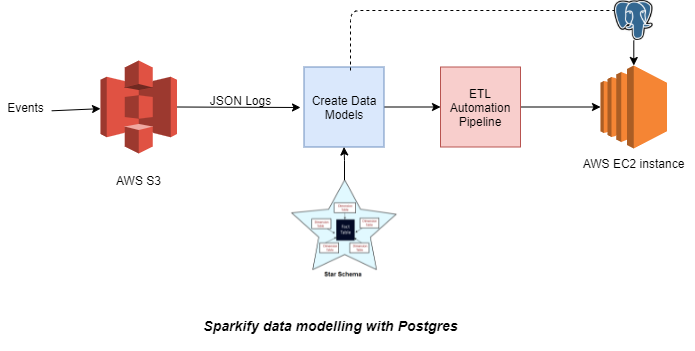 Events
JSON Logs
AWS S3
Create Data
Models
ETL
Automation
Pipeline
AWS EC2 instance
Fact
Table
Star Schema
Sparkify data modelling with Postgres